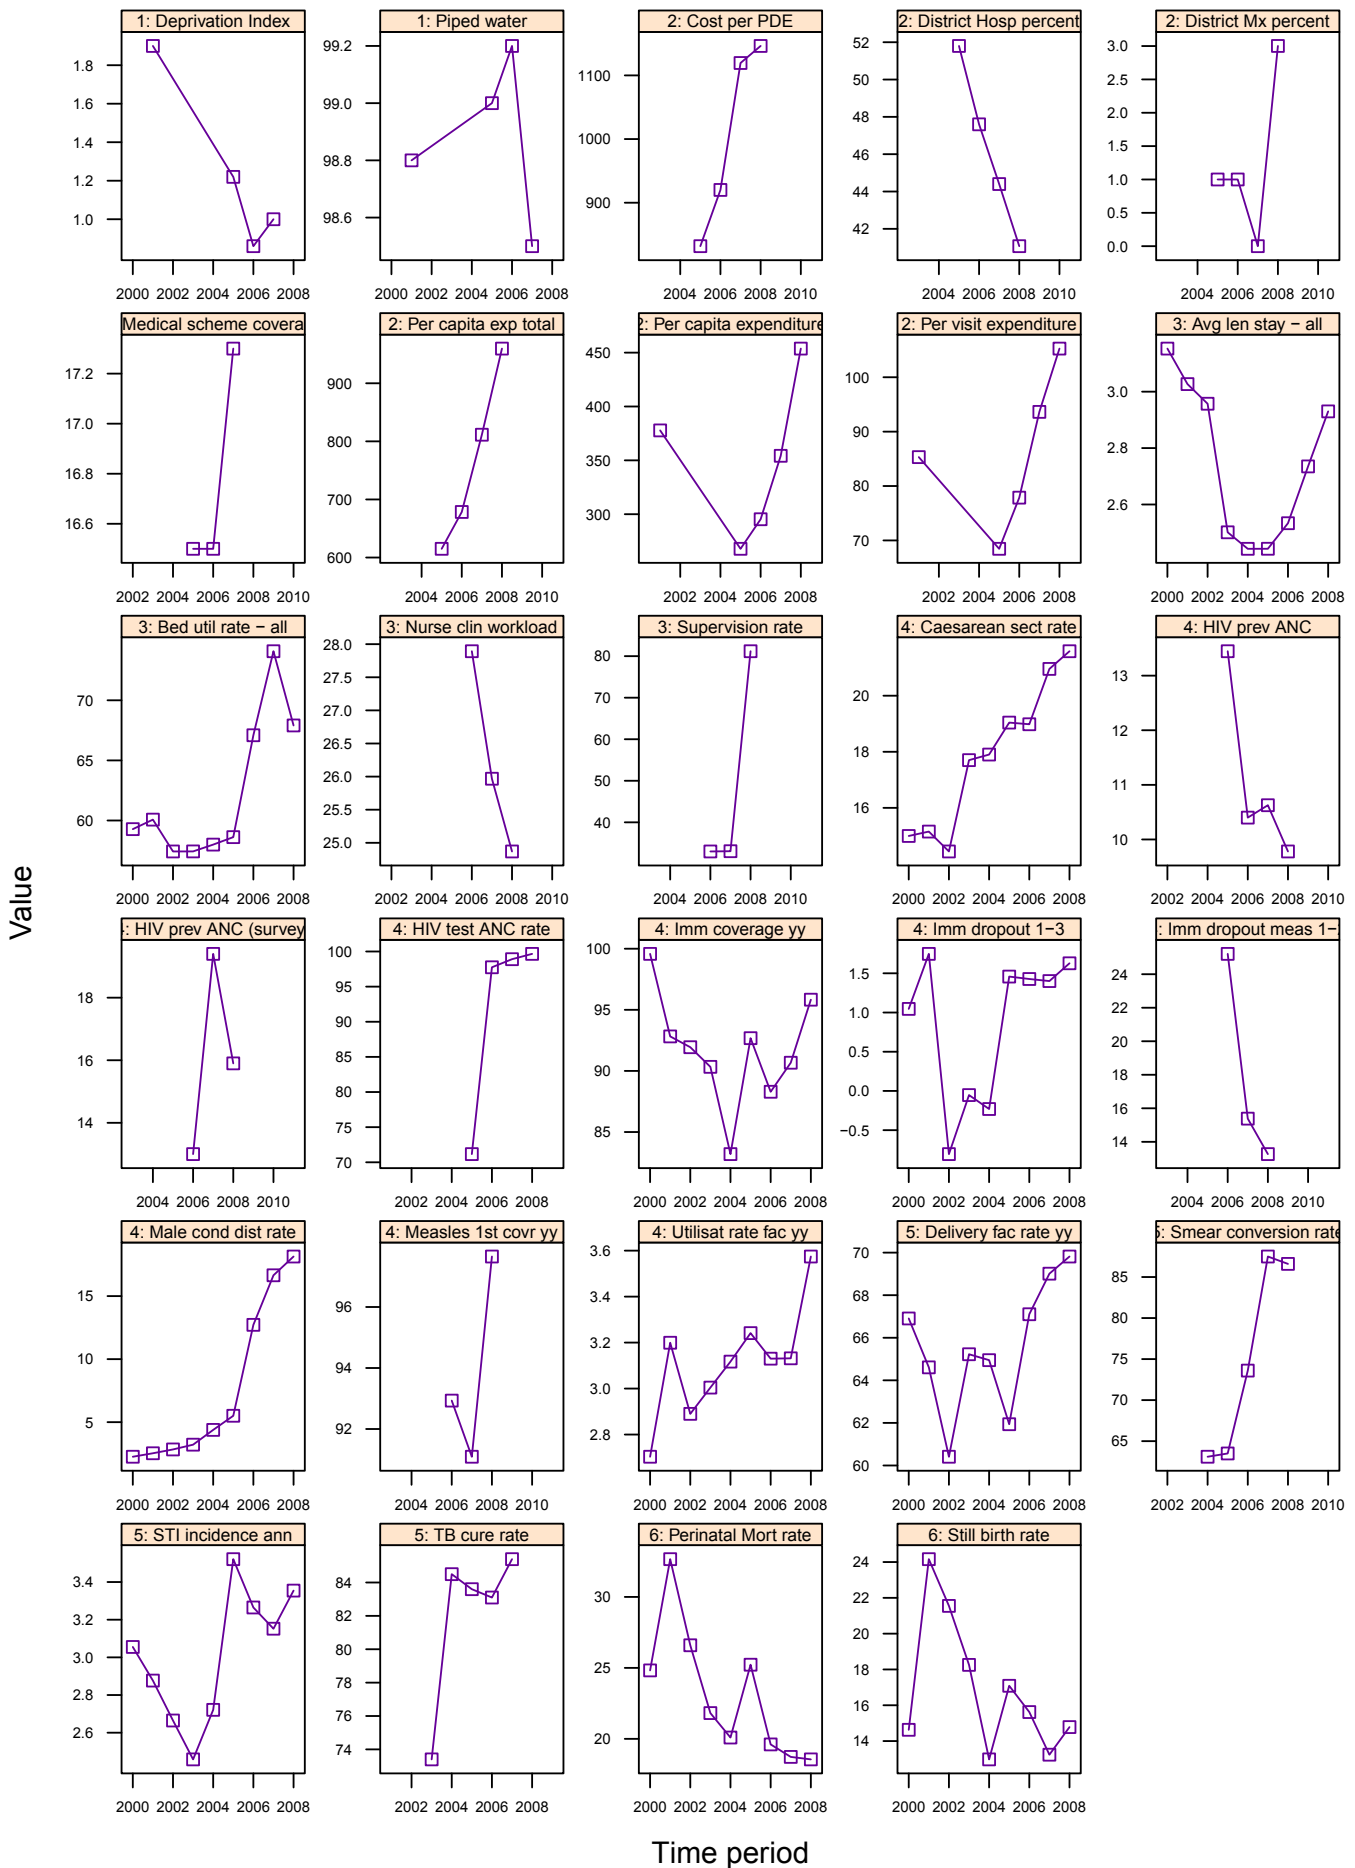 1: Deprivation Index 1: Piped water 2: Cost per PDE 2: District Hosp percent 2: District Mx percent
1.8 1.6 1.4 1.2 1.0
99.2 99.0 98.8 98.6
1100 1000 900
52 50 48 46 44 42
3.0 2.5 2.0 1.5 1.0 0.5 0.0
2000 2002 2004 2006 2008 2000 2002 2004 2006 2008 2004 2006 2008 2010 2004 2006 2008 2010 2004 2006 2008 2010
Medical scheme covera 2: Per capita exp total 2: Per capita expenditure 2: Per visit expenditure 3: Avg len stay − all
17.2 17.0 16.8 16.6
900 800 700 600
450 400 350 300
100 90 80 70
3.0 2.8 2.6
2002 2004 2006 2008 2010 2004 2006 2008 2010 2002 2004 2006 2008 2002 2004 2006 2008 2000 2002 2004 2006 2008
3: Bed util rate − all 3: Nurse clin workload 3: Supervision rate 4: Caesarean sect rate 4: HIV prev ANC
70 65 60
28.0 27.5 27.0 26.5 26.0 25.5 25.0
80 70 60 50 40
20 18 16
13 12 11 10
2000 2002 2004 2006 2008 2002 2004 2006 2008 2010 2004 2006 2008 2010 2000 2002 2004 2006 2008 2002 2004 2006 2008 2010
: HIV prev ANC (survey 4: HIV test ANC rate 4: Imm coverage yy 4: Imm dropout 1−3 : Imm dropout meas 1−
18 16 14
100 95 90 85 80 75 70
100 95 90 85
1.5 1.0 0.5 0.0 −0.5
26 24 22 20 18 16 14
2004 2006 2008 2010 2002 2004 2006 2008 2000 2002 2004 2006 2008 2000 2002 2004 2006 2008 2004 2006 2008 2010
4: Male cond dist rate 4: Measles 1st covr yy 4: Utilisat rate fac yy 5: Delivery fac rate yy 5: Smear conversion rate
15 10 5
96 94 92
3.6 3.4 3.2 3.0 2.8
70 68 66 64 62 60
85 80 75 70 65
2000 2002 2004 2006 2008 2004 2006 2008 2010 2000 2002 2004 2006 2008 2000 2002 2004 2006 2008 2002 2004 2006 2008 2010
5: STI incidence ann 5: TB cure rate 6: Perinatal Mort rate 6: Still birth rate
3.4 3.2 3.0 2.8 2.6
84 82 80 78 76 74
30 25 20
24 22 20 18 16 14
2000 2002 2004 2006 2008 2002 2004 2006 2008 2000 2002 2004 2006 2008 2000 2002 2004 2006 2008
Value
Time period